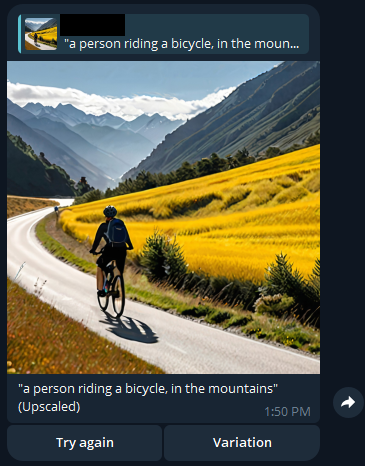 "a person riding a bicycle, in the moun...
"a person riding a bicycle, in the mountains"
(Upscaled)
1:50 PM
Try again
Variation